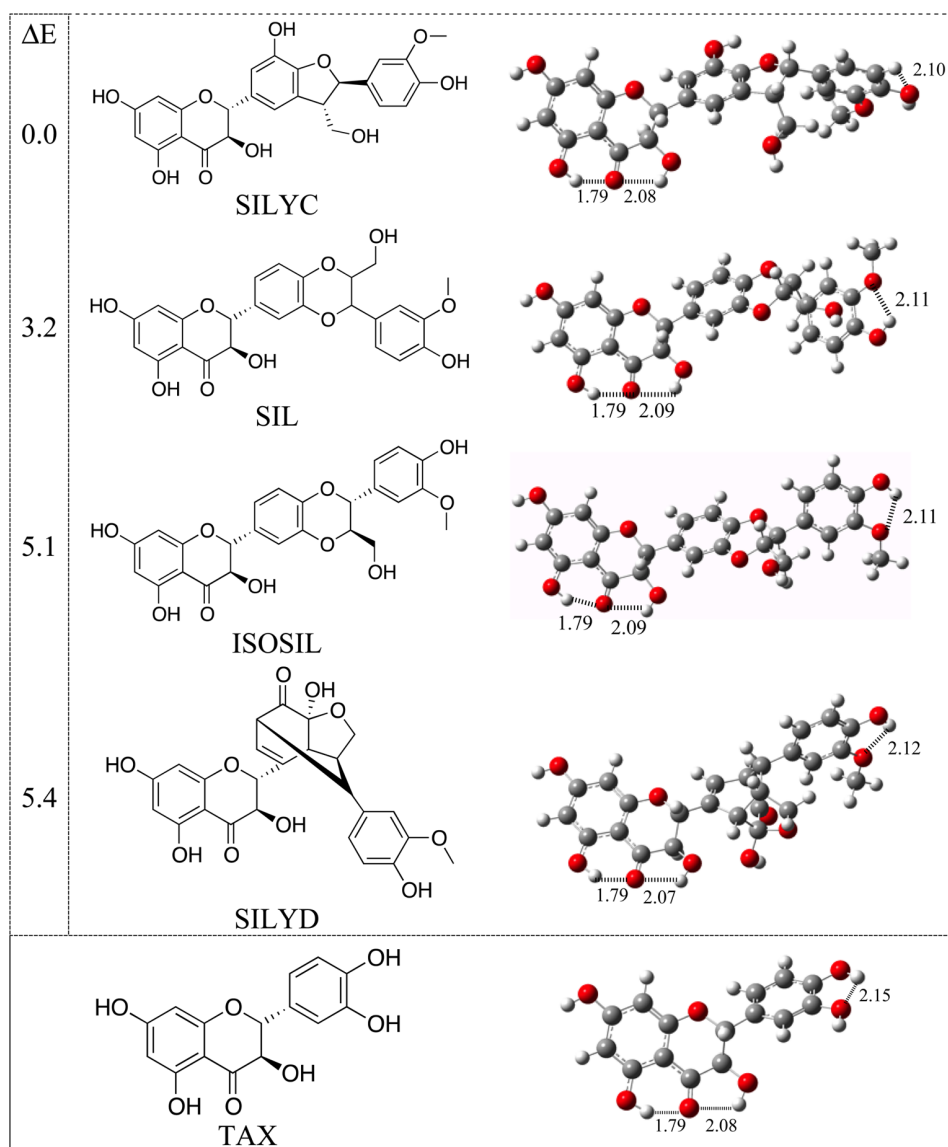 ΔE
0.0
HO
O
OH
O
OH
OH
O
O
OH
OH
SILYC
1.79
2.08
2.10
3.2
HO
O
OH
O
OH
O
O
OH
O
OH
SIL
1.79
2.09
2.11
5.1
HO
O
OH
O
OH
O
O
OH
O
OH
ISOSIL
1.79
2.09
2.11
5.4
HO
O
OH
O
OH
O
OH
O
O
OH
SILYD
1.79
2.07
2.12
HO
O
OH
O
OH
OH
OH
TAX
1.79
2.08
2.15